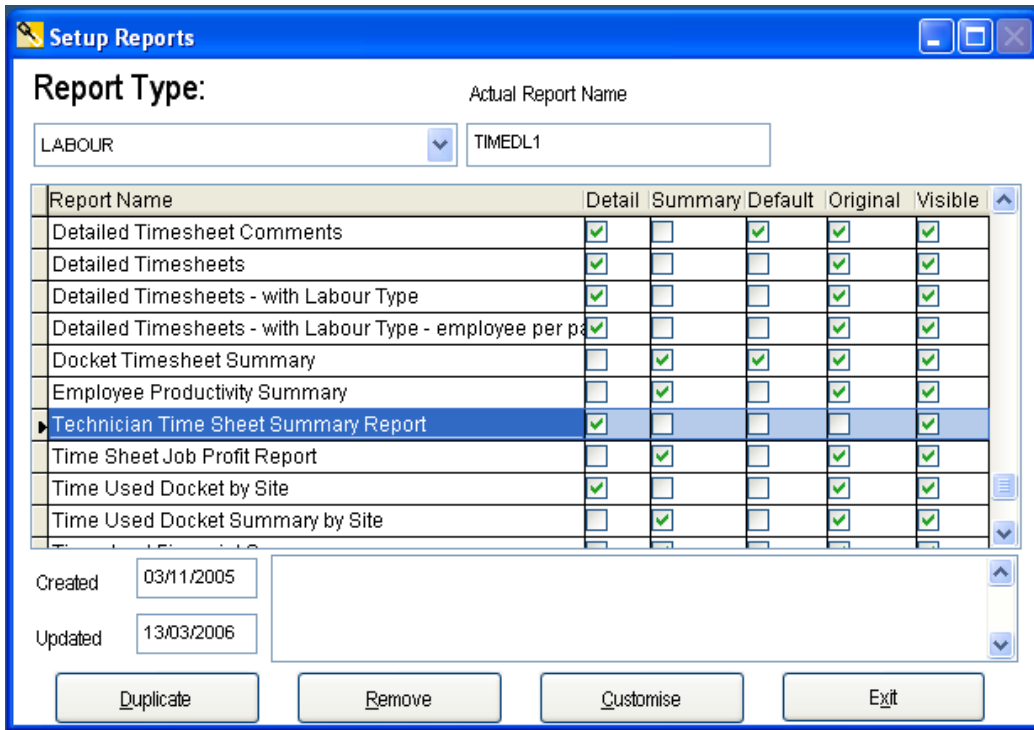 Setup Reports
Report Type:
Actual Report Name
LABOUR
TIMEDL1
Report Name Detail Summary Default Original Visible
Detailed Timesheet Comments
Detailed Timesheets
Detailed Timesheets - with Labour Type
Detailed Timesheets - with Labour Type - employee per pa
Docket Timesheet Summary
Employee Productivity Summary
Technician Time Sheet Summary Report
Time Sheet Job Profit Report
Time Used Docket by Site
Time Used Docket Summary by Site
Created 03/11/2005
Updated 13/03/2006
Duplicate Remove Customise Exit